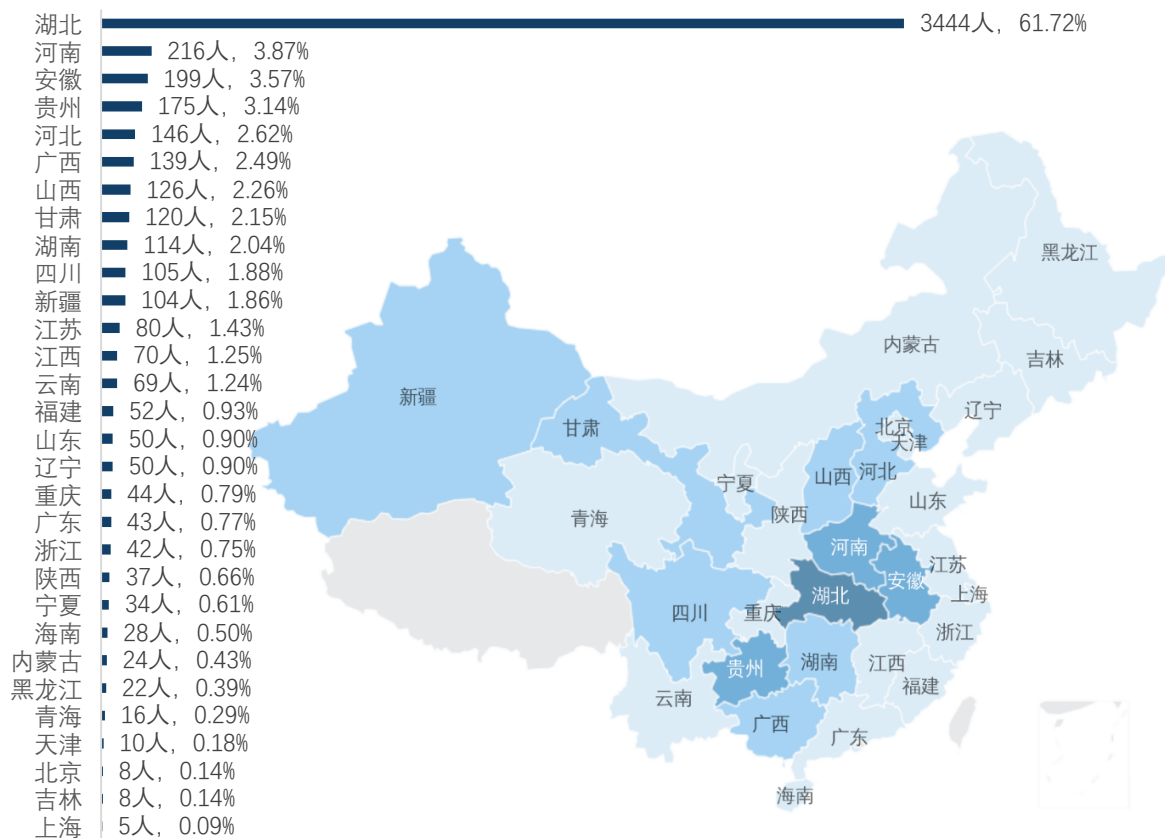 湖北 3444人，61.72%
河南 216人，3.87%
安徽 199人，3.57%
贵州 175人，3.14%
河北 146人，2.62%
广西 139人，2.49%
山西 126人，2.26%
甘肃 120人，2.15%
湖南 114人，2.04%
四川 105人，1.88%
新疆 104人，1.86%
江苏 80人，1.43%
江西 70人，1.25%
云南 69人，1.24%
福建 52人，0.93%
山东 50人，0.90%
辽宁 50人，0.90%
重庆 44人，0.79%
广东 43人，0.77%
浙江 42人，0.75%
陕西 37人，0.66%
宁夏 34人，0.61%
海南 28人，0.50%
内蒙古 24人，0.43%
黑龙江 22人，0.39%
青海 16人，0.29%
天津 10人，0.18%
北京 8人，0.14%
吉林 8人，0.14%
上海 5人，0.09%
黑龙江
内蒙古
吉林
新疆
辽宁
甘肃
北京
天津
宁夏
山西
河北
山东
青海
陕西
河南
江苏
安徽
上海
湖北
四川
重庆
浙江
贵州
湖南
江西
福建
云南
广西
广东
海南